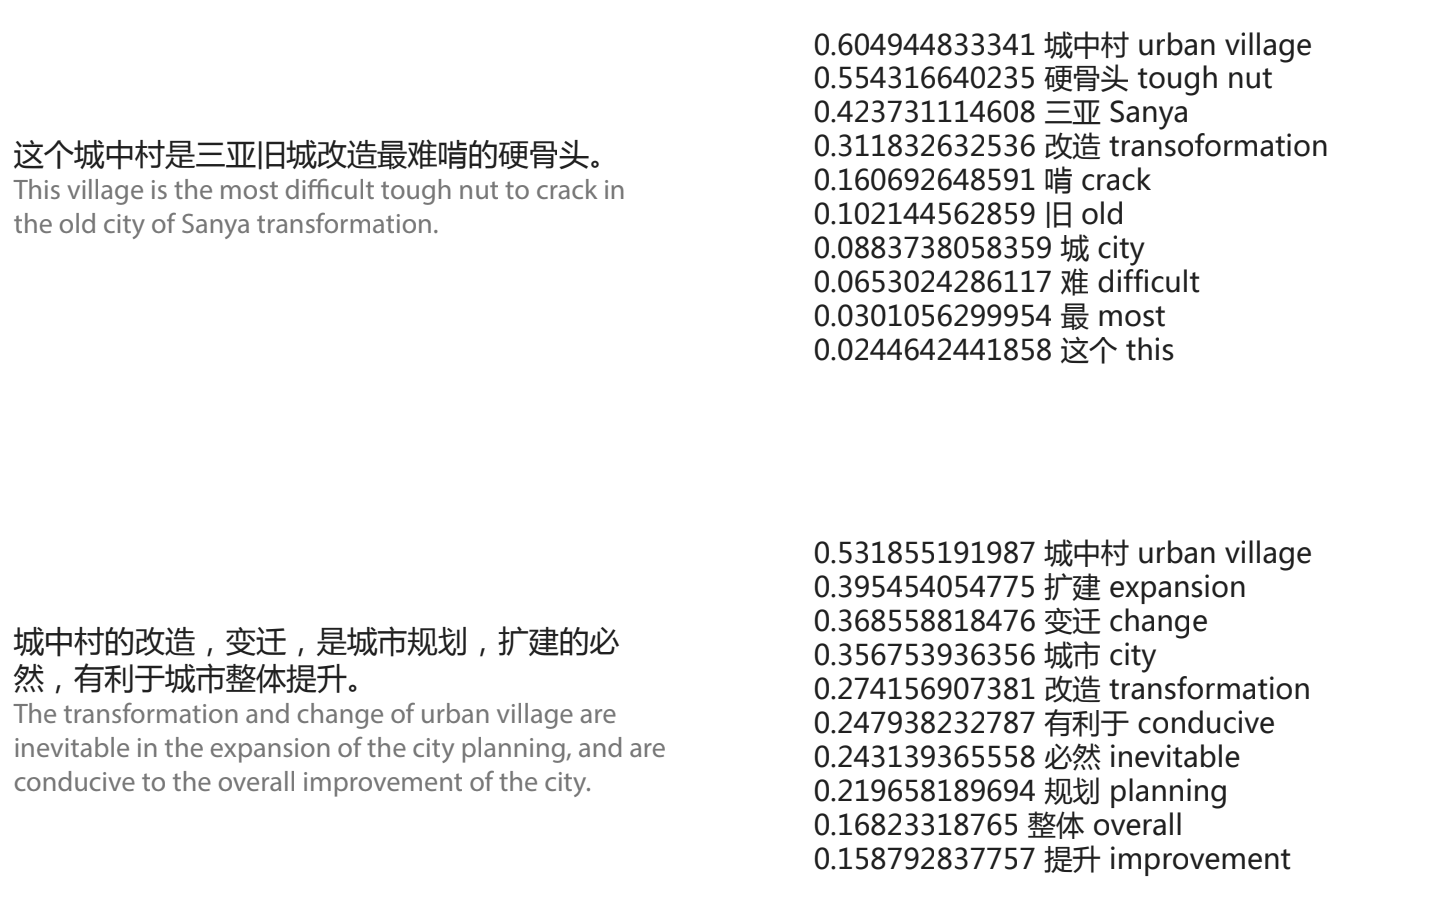 这个城中村是三亚旧城改造最难啃的硬骨头。
This village is the most difficult tough nut to crack in
the old city of Sanya transformation.
0.604944833341 城中村 urban village
0.554316640235 硬骨头 tough nut
0.423731114608 三亚 Sanya
0.311832632536 改造 transoformation
0.160692648591 啃 crack
0.102144562859 旧 old
0.0883738058359 城 city
0.0653024286117 难 difficult
0.0301056299954 最 most
0.0244642441858 这个 this
城中村的改造，变迁，是城市规划，扩建的必
然，有利于城市整体提升。
The transformation and change of urban village are
inevitable in the expansion of the city planning, and are
conducive to the overall improvement of the city.
0.531855191987 城中村 urban village
0.395454054775 扩建 expansion
0.368558818476 变迁 change
0.356753936356 城市 city
0.274156907381 改造 transformation
0.247938232787 有利于 conducive
0.243139365558 必然 inevitable
0.219658189694 规划 planning
0.16823318765 整体 overall
0.158792837757 提升 improvement